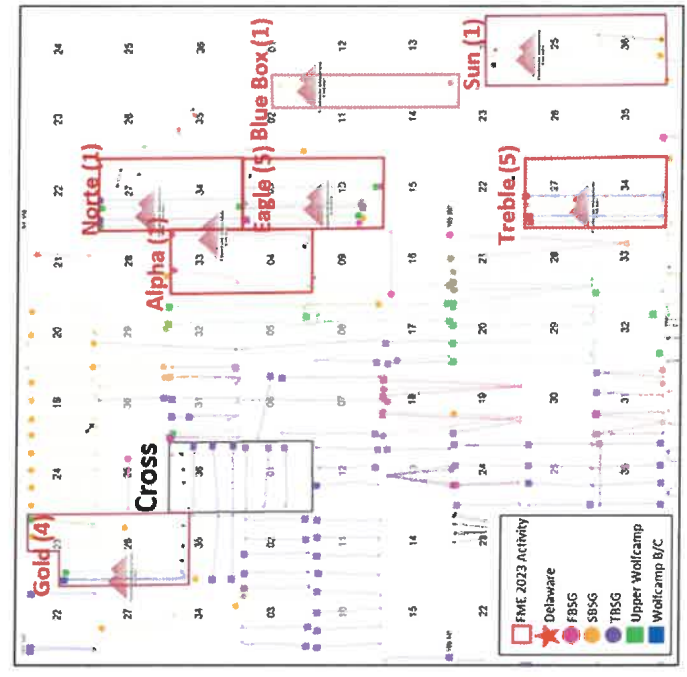 Sun (1)
Blue Box (1)
24 25 36 01 12 13 25 36
23 26 35 02 11 14 23 26 35
Norte (1)
Eagle (5)
Treble (5)
22 27 34 10 15 22 27 34
Alpha
21 28 33 04 09 16 21 28 33
20 29 32 05 08 17 20 29 32
19 30 31 06 07 18 19 30 31
Cross
24 25 36 01 12 13 24 25 36
Gold (4)
23 26 35 02 11 14 23
22 27 34 03 10 15 22
FME 2023 Activity
Delaware
FBSG
SBSG
TBSG
Upper Wolfcamp
Wolfcamp B/C